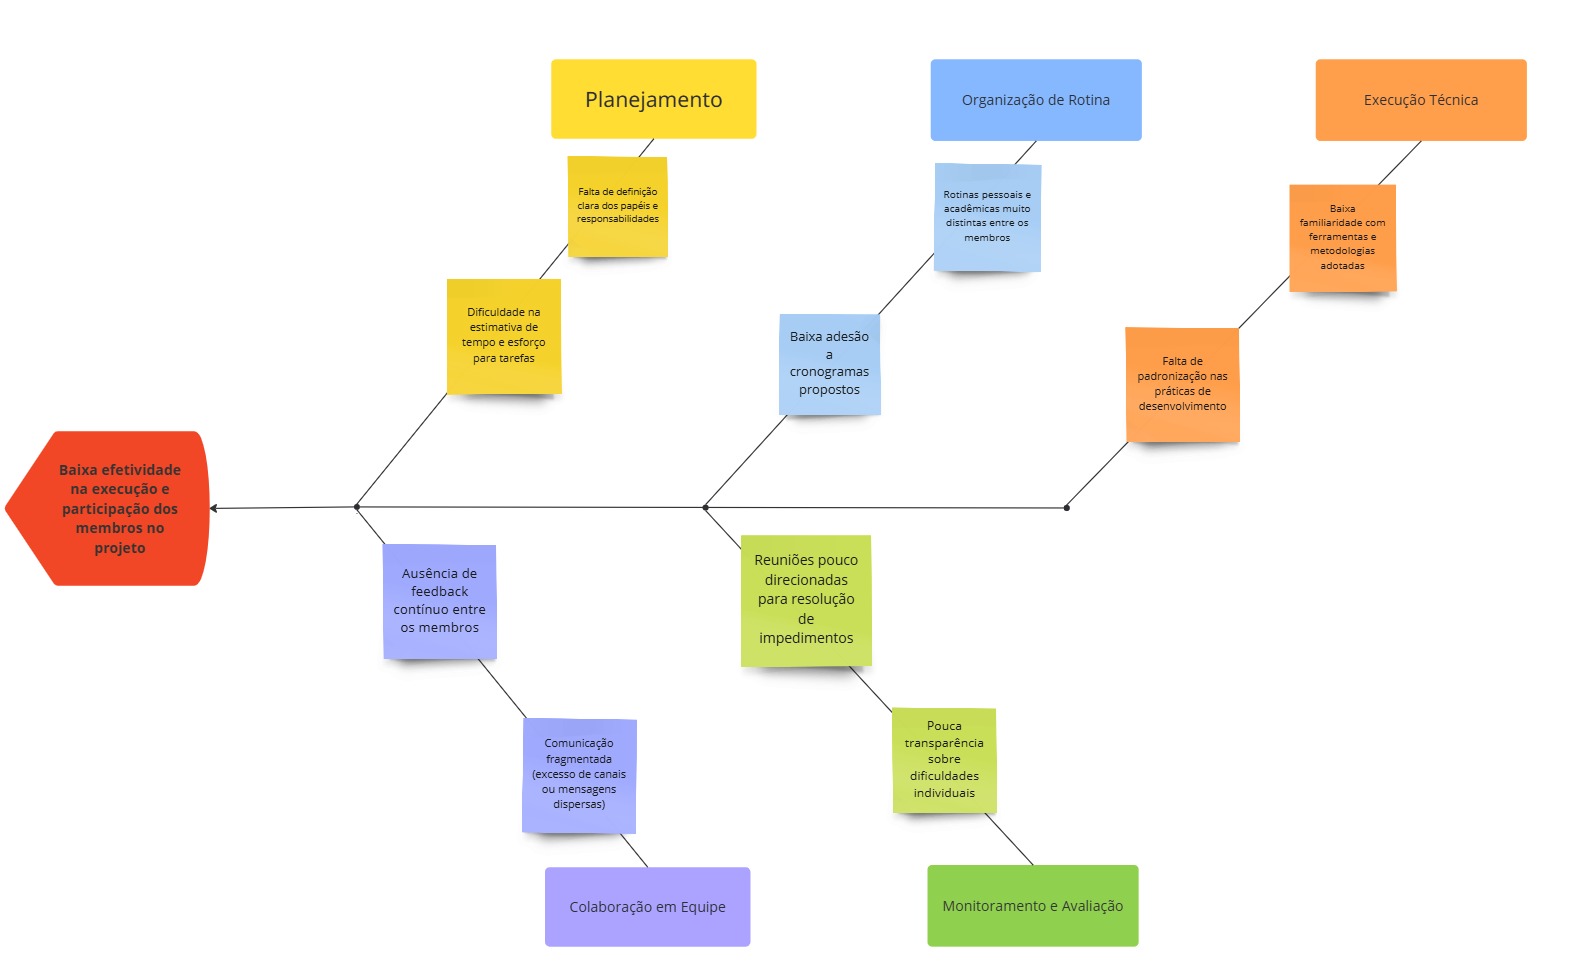 Planejamento
Organização de Rotina
Execução Técnica
Falta de definição
clara dos papéis e
responsabilidades
Rotinas pessoais e
acadêmicas muito
distintas entre os
membros
Baixa
familiaridade com
ferramentas e
metodologias
adotadas
Dificuldade na
estimativa de
tempo e esforço
para tarefas
Baixa adesão
a
cronogramas
propostos
Falta de
padronização nas
práticas de
desenvolvimento
Baixa efetividade
na execução e
participação dos
membros no
projeto
Ausência de
feedback
contínuo entre
os membros
Reuniões pouco
direcionadas
para resolução
de
impedimentos
Comunicação
fragmentada
(excesso de canais
ou mensagens
dispersas)
Pouca
transparência
sobre
dificuldades
individuais
Colaboração em Equipe
Monitoramento e Avaliação